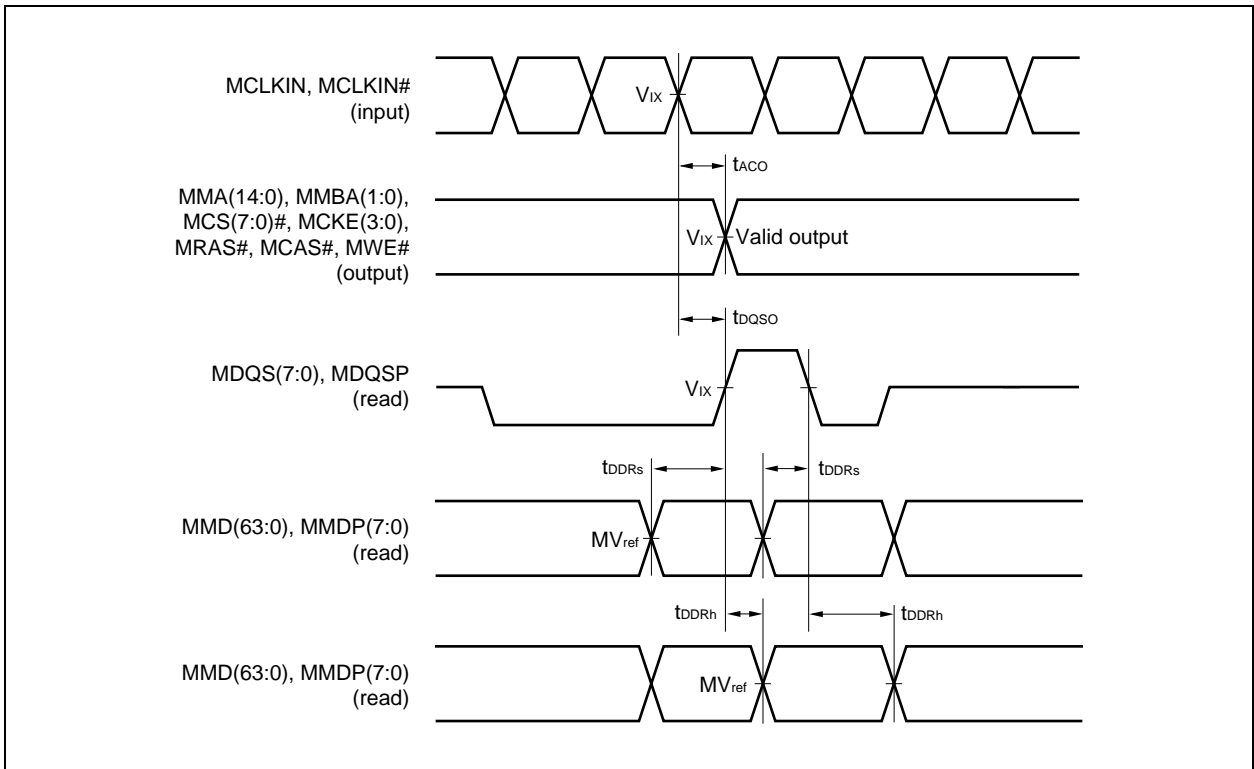 MCLKIN, MCLKIN#
(input)
VIX
tACO
MMA(14:0), MMBA(1:0),
MCS(7:0)#, MCKE(3:0),
MRAS#, MCAS#, MWE#
(output)
VIX
Valid output
tDQSO
MDQS(7:0), MDQSP
(read)
VIX
tDDRs
tDDRs
MMD(63:0), MMDP(7:0)
(read)
MVref
tDDRh
tDDRh
MMD(63:0), MMDP(7:0)
(read)
MVref